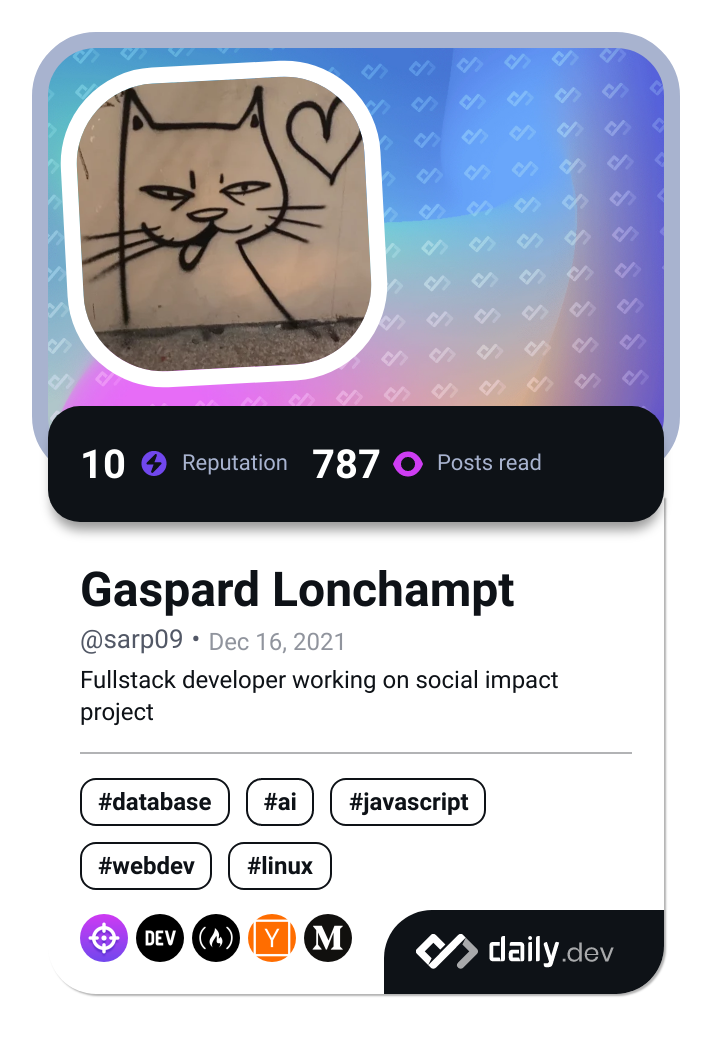 10 Reputation 787 Posts read
Gaspard Lonchampt
@sarp09 • Dec 16, 2021
Fullstack developer working on social impact
project
#database #ai #javascript
#webdev #linux
DEV Y M
daily.dev